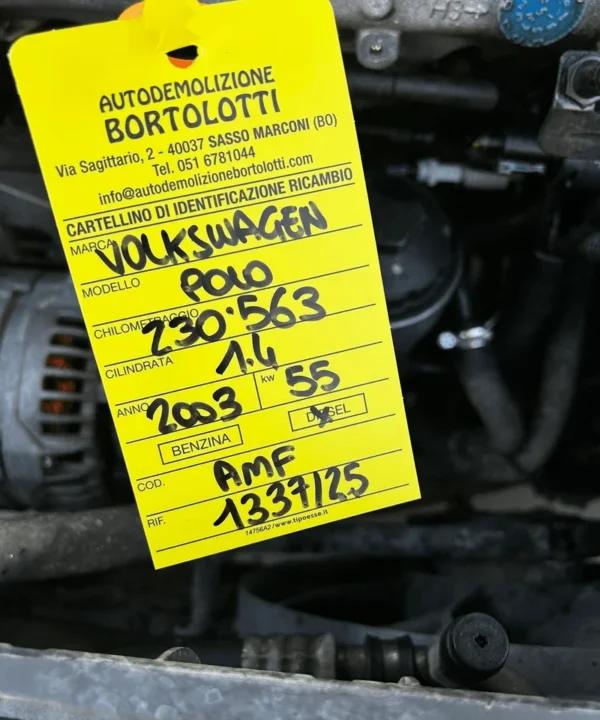 AUTODEMOLIZIONE
BORTOLOTTI
Via Sagittario, 2 - 40037 SASSO MARCONI (BO)
Tel. 051 6781044
info@autodemolizionebortolotti.com
CARTELLINO DI IDENTIFICAZIONE RICAMBIO
MARCA VOLKSWAGEN
MODELLO POLO
CHILOMETRAGGIO 230.563
CILINDRATA 1.4
ANNO 2003 kw 55
BENZINA DIESEL
COD. AMF
RIF. 1337/25
14756A2/www.tipoesse.it